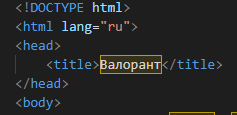 <!DOCTYPE html>
<html lang="ru">
<head>
<title>Валорант</title>
</head>
<body>